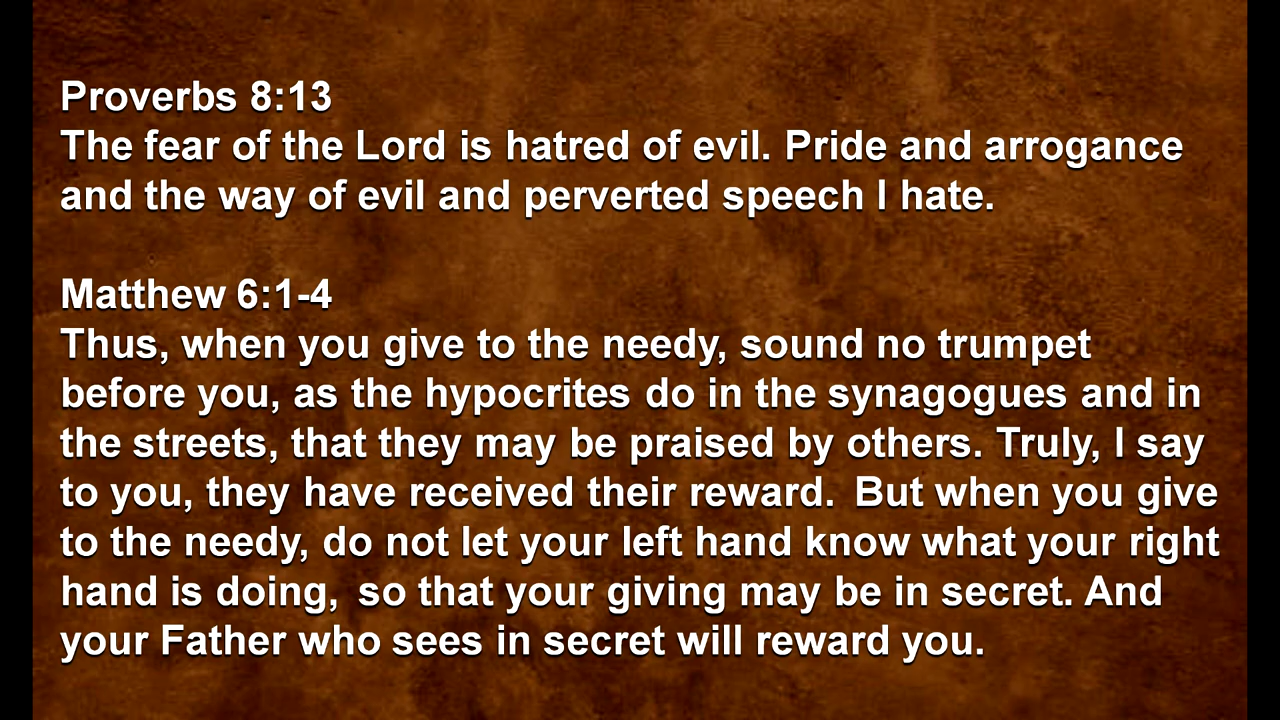 Proverbs 8:13
The fear of the Lord is hatred of evil. Pride and arrogance
and the way of evil and perverted speech I hate.
Matthew 6:1-4
Thus, when you give to the needy, sound no trumpet
before you, as the hypocrites do in the synagogues and in
the streets, that they may be praised by others. Truly, I say
to you, they have received their reward.  But when you give
to the needy, do not let your left hand know what your right
hand is doing,  so that your giving may be in secret. And
your Father who sees in secret will reward you.